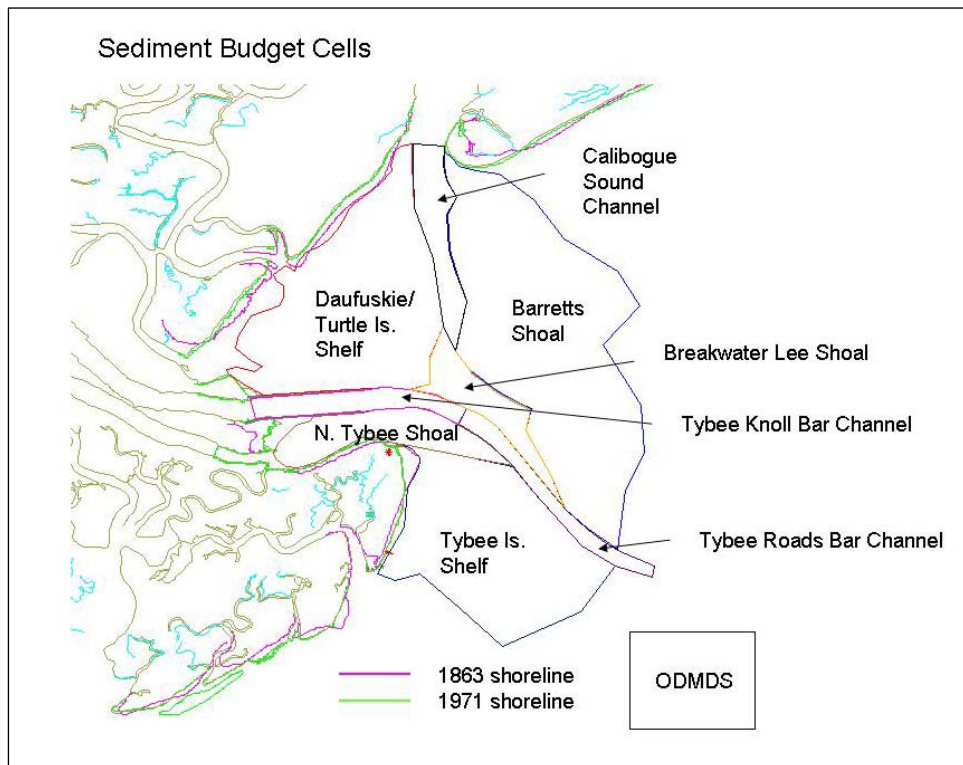 Sediment Budget Cells
Calibogue
Sound
Channel
Daufuskie/
Turtle Is.
Shelf
Barretts
Shoal
Breakwater Lee Shoal
Tybee Knoll Bar Channel
N. Tybee Shoal
Tybee Roads Bar Channel
Tybee Is.
Shelf
1863 shoreline
1971 shoreline
ODMDS